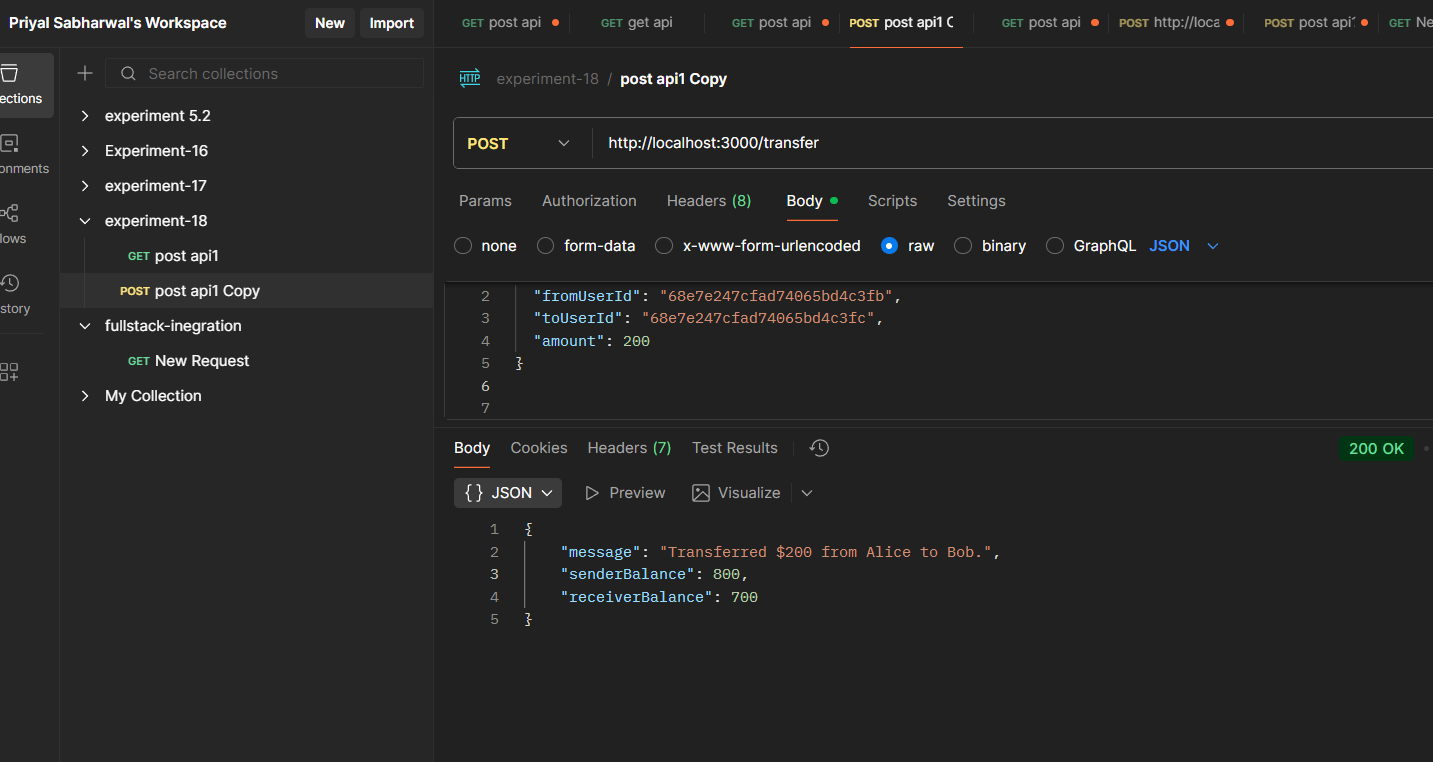 Priyal Sabharwal's Workspace New Import
GET post api GET get api GET post api POST post api1 C GET post api POST http://loca POST post api1 GET Ne
ections
onments
lows
story
Search collections
experiment 5.2
Experiment-16
experiment-17
experiment-18
GET post api1
POST post api1 Copy
fullstack-inegration
GET New Request
My Collection
HTTP experiment-18 / post api1 Copy
POST http://localhost:3000/transfer
Params Authorization Headers (8) Body Scripts Settings
none form-data x-www-form-urlencoded raw binary GraphQL JSON
2 "fromUserId": "68e7e247cfad74065bd4c3fb",
3 "toUserId": "68e7e247cfad74065bd4c3fc",
4 "amount": 200
5 }
6
7
Body Cookies Headers (7) Test Results 200 OK
{} JSON Preview Visualize
1 {
2 "message": "Transferred $200 from Alice to Bob.",
3 "senderBalance": 800,
4 "receiverBalance": 700
5 }